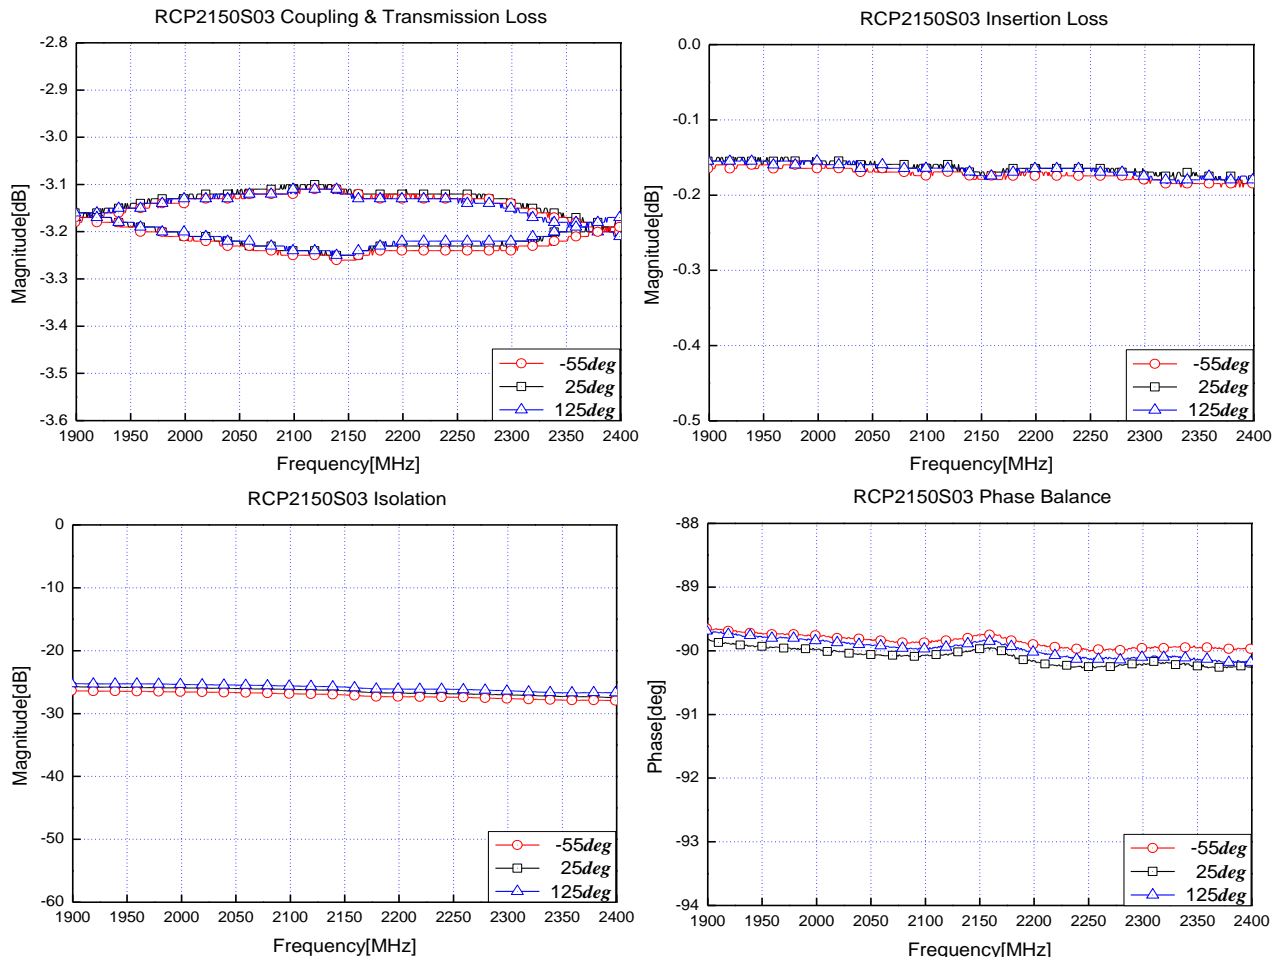 RCP2150S03 Coupling & Transmission Loss
-2.8
-2.9
-3.0
-3.1
-3.2
-3.3
-3.4
-3.5
-3.6
Magnitude[dB]
-55deg
25deg
125deg
1900 1950 2000 2050 2100 2150 2200 2250 2300 2350 2400
Frequency[MHz]
RCP2150S03 Insertion Loss
0.0
-0.1
-0.2
-0.3
-0.4
-0.5
Magnitude[dB]
-55deg
25deg
125deg
1900 1950 2000 2050 2100 2150 2200 2250 2300 2350 2400
Frequency[MHz]
RCP2150S03 Isolation
0
-10
-20
-30
-40
-50
-60
Magnitude[dB]
-55deg
25deg
125deg
1900 1950 2000 2050 2100 2150 2200 2250 2300 2350 2400
Frequency[MHz]
RCP2150S03 Phase Balance
-88
-89
-90
-91
-92
-93
-94
Phase[deg]
-55deg
25deg
125deg
1900 1950 2000 2050 2100 2150 2200 2250 2300 2350 2400
Frequency[MHz]